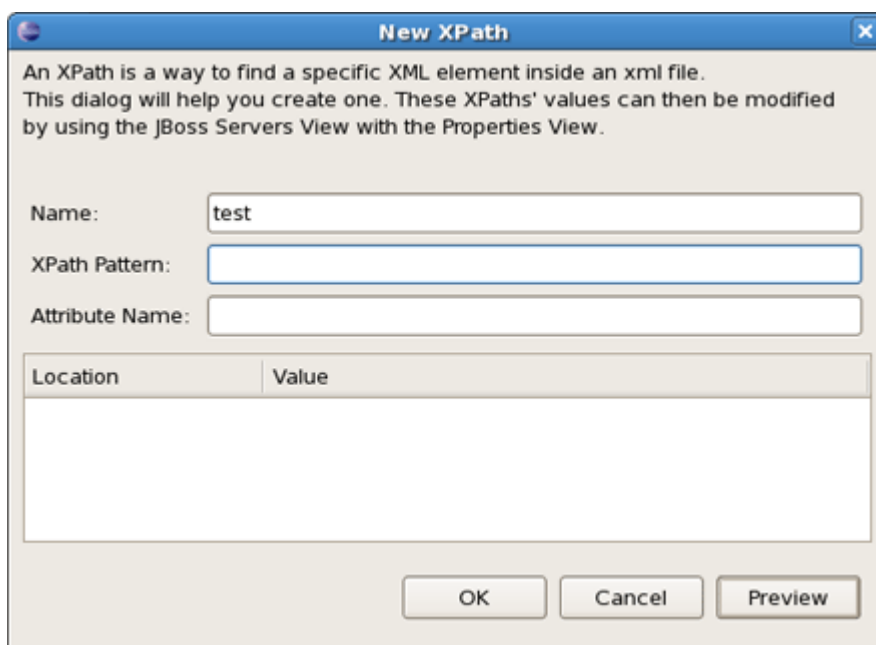 New XPath
An XPath is a way to find a specific XML element inside an xml file.
This dialog will help you create one. These XPaths' values can then be modified
by using the JBoss Servers View with the Properties View.
Name: test
XPath Pattern:
Attribute Name:
Location Value
OK Cancel Preview